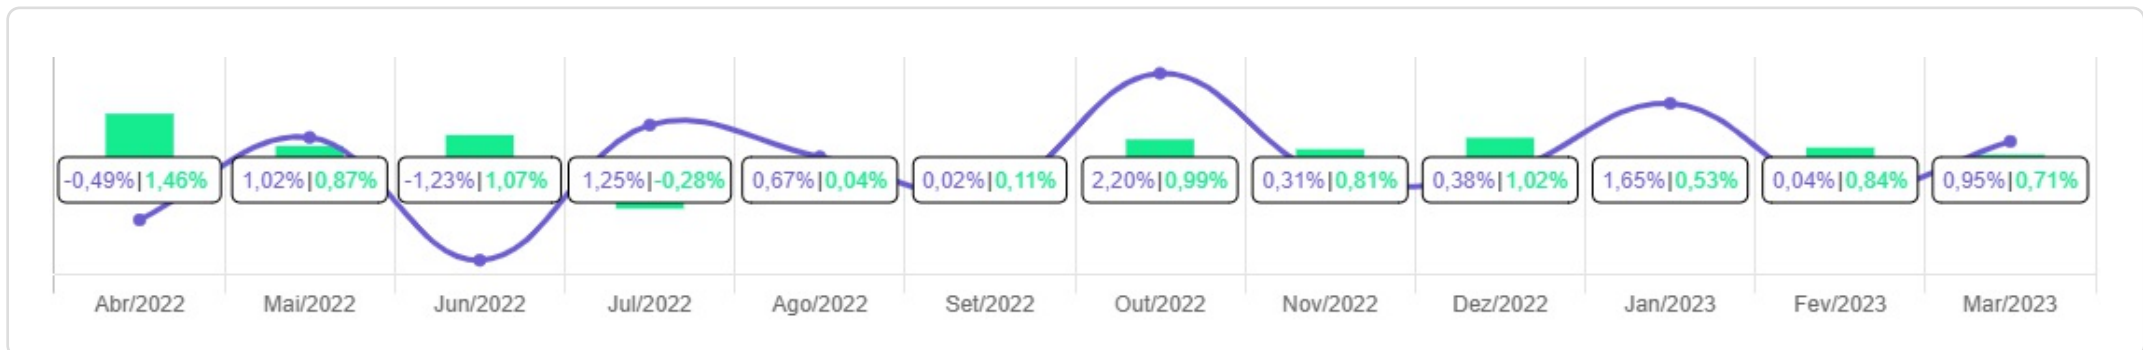 -0,49%|1,46% 1,02%|0,87% -1,23%|1,07% 1,25%|-0,28% 0,67%|0,04% 0,02%|0,11% 2,20%|0,99% 0,31%|0,81% 0,38%|1,02% 1,65%|0,53% 0,04%|0,84% 0,95%|0,71%
Abr/2022 Mai/2022 Jun/2022 Jul/2022 Ago/2022 Set/2022 Out/2022 Nov/2022 Dez/2022 Jan/2023 Fev/2023 Mar/2023